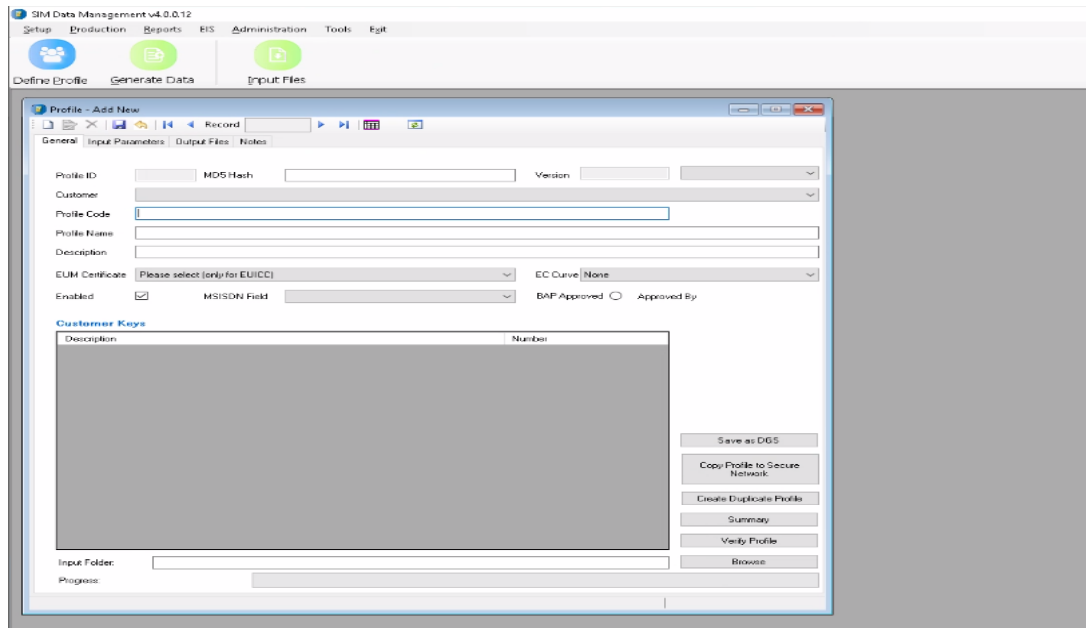 SIM Data Management v4.0.0.12
Setup Production Reports EIS Administration Tools Exit
Define Profile Generate Data Input Files
Profile - Add New
Record
General Input Parameters Output Files Notes
Profile ID MD5 Hash Version
Customer
Profile Code
Profile Name
Description
EUM Certificate Please select (only for EUICC) EC Curve None
Enabled MSISDN Field BAP Approved Approved By
Customer Keys
Description Number
Save as DGS
Copy Profile to Secure
Network
Create Duplicate Profile
Summary
Verify Profile
Input Folder: Browse
Progress: